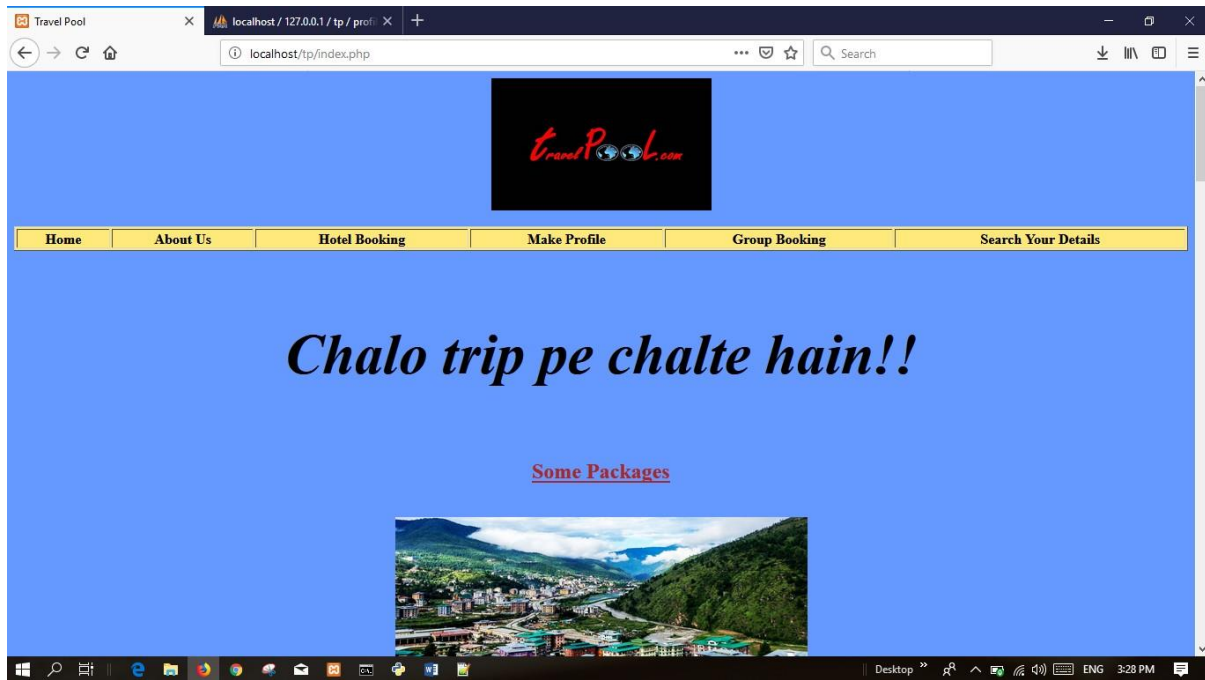 Travel Pool
localhost / 127.0.0.1 / tp / profi
localhost/tp/index.php
Search
travelPool.com
Home About Us Hotel Booking Make Profile Group Booking Search Your Details
Chalo trip pe chalte hain!!
Some Packages
Desktop
ENG 3:28 PM